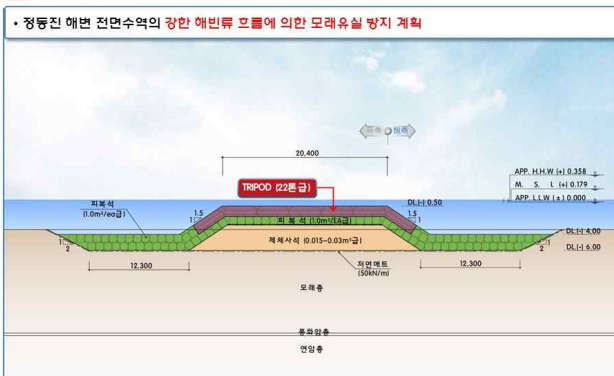 • 정동진 해변 전면수역의 강한 해빈류 흐름에 의한 모래유실 방지 계획
육측 해측
20,400
APP. H.H.W (+) 0.358
M. S. L (+) 0.179
APP. L.L.W (±) 0.000
TRIPOD (22톤급)
DL.(-) 0.50
피복석
(1.0m³/ea급)
1.5
1
1.5
1
피 복 석 (1.0m³/EA급)
DL.(-) 4.00
제체사석 (0.015~0.03m³급)
1
2
1
2
DL.(-) 6.00
12,300
저면매트
(50kN/m)
12,300
모래층
풍화암층
연암층